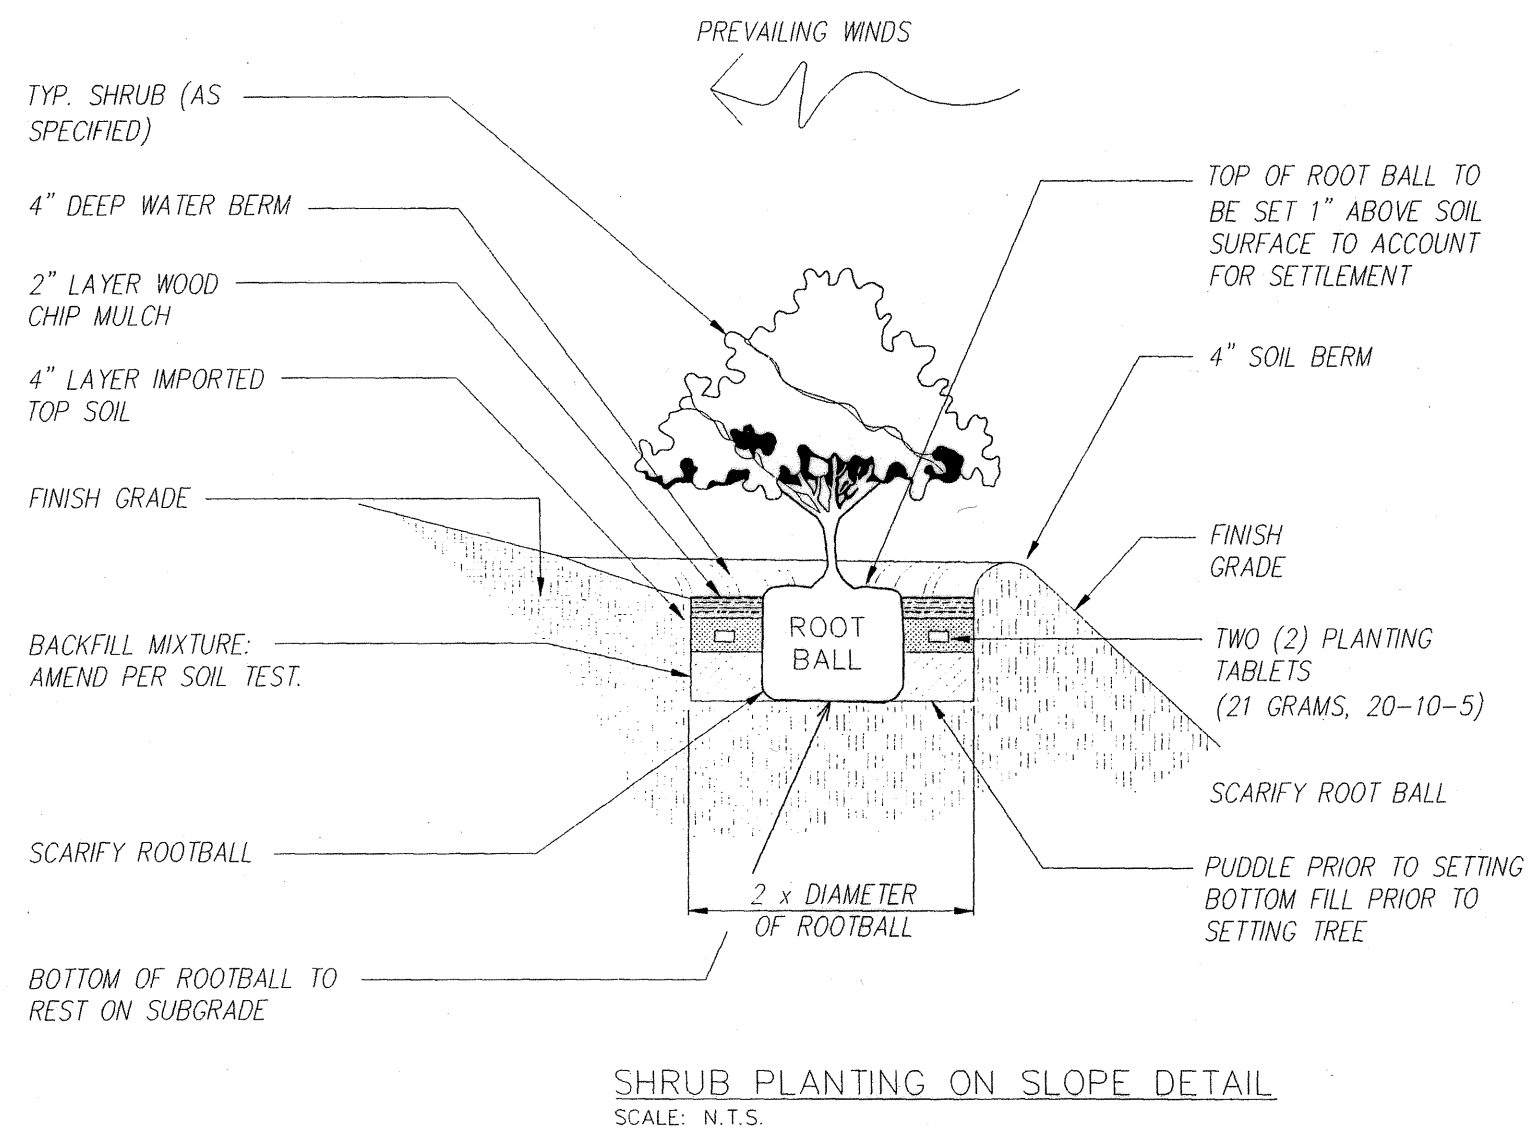 PREVAILING WINDS
TYP. SHRUB (AS
SPECIFIED)
4" DEEP WATER BERM
2" LAYER WOOD
CHIP MULCH
4" LAYER IMPORTED
TOP SOIL
FINISH GRADE
BACKFILL MIXTURE:
AMEND PER SOIL TEST.
SCARIFY ROOTBALL
BOTTOM OF ROOTBALL TO
REST ON SUBGRADE
ROOT
BALL
2 x DIAMETER
OF ROOTBALL
TOP OF ROOT BALL TO
BE SET 1" ABOVE SOIL
SURFACE TO ACCOUNT
FOR SETTLEMENT
4" SOIL BERM
FINISH
GRADE
TWO (2) PLANTING
TABLETS
(21 GRAMS, 20-10-5)
SCARIFY ROOT BALL
PUDDLE PRIOR TO SETTING
BOTTOM FILL PRIOR TO
SETTING TREE
SHRUB PLANTING ON SLOPE DETAIL
SCALE: N.T.S.